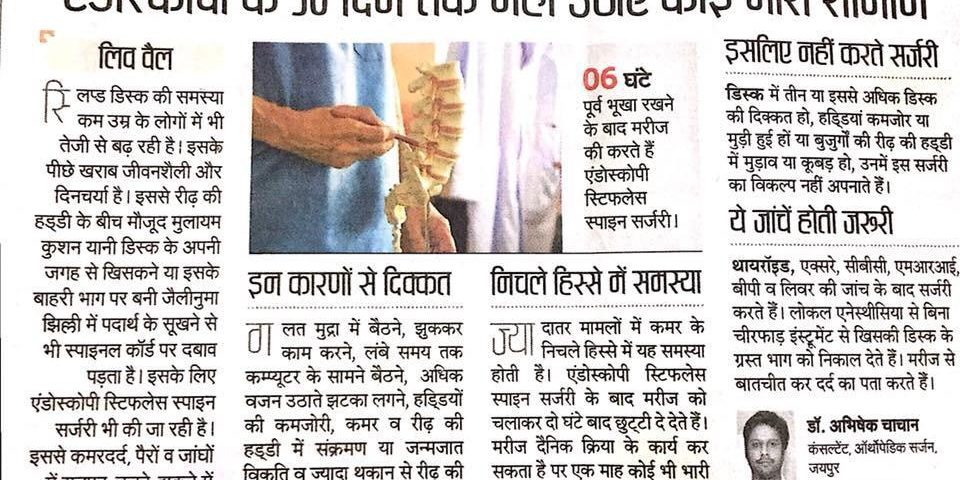 के 30 दिन तक न उठाएं कोई भारी सामान
लिव वैल
स्लिप्ड डिस्क की समस्या
कम उम्र के लोगों में भी
तेजी से बढ़ रही है। इसके
पीछे खराब जीवनशैली और
दिनचर्या है। इससे रीढ़ की
हड्डी के बीच मौजूद मुलायम
कुशन यानी डिस्क के अपनी
जगह से खिसकने या इसके
बाहरी भाग पर बनी जैलीनुमा
झिल्ली में पदार्थ के सूखने से
भी स्पाइनल कॉर्ड पर दबाव
पड़ता है। इसके लिए
एंडोस्कोपी स्टिफलेस स्पाइन
सर्जरी भी की जा रही है।
इससे कमरदर्द, पैरों व जांघों
06 घंटे
पूर्व भूखा रखने
के बाद मरीज
की करते हैं
एंडोस्कोपी
स्टिफलेस
स्पाइन सर्जरी।
इन कारणों से दिक्कत
गलत मुद्रा में बैठने, झुककर
काम करने, लंबे समय तक
कम्प्यूटर के सामने बैठने, अधिक
वजन उठाते झटका लगने, हड्डियों
की कमजोरी, कमर व रीढ़ की
हड्डी में संक्रमण या जन्मजात
विकृति व ज्यादा थकान से रीढ़ की
निचले हिस्से में समस्या
ज्यादातर मामलों में कमर के
निचले हिस्से में यह समस्या
होती है। एंडोस्कोपी स्टिफलेस
स्पाइन सर्जरी के बाद मरीज को
चलाकर दो घंटे बाद छुट्टी दे देते हैं।
मरीज दैनिक क्रिया के कार्य कर
सकता है पर एक माह कोई भी भारी
इसलिए नहीं करते सर्जरी
डिस्क में तीन या इससे अधिक डिस्क
की दिक्कत हो, हड्डियां कमजोर या
मुड़ी हुई हों या बुजुर्गों की रीढ़ की हड्डी
में मुड़ाव या कूबड़ हो, उनमें इस सर्जरी
का विकल्प नहीं अपनाते हैं।
ये जांचें होती जरूरी
थायरॉइड, एक्सरे, सीबीसी, एमआरआई,
बीपी व लिवर की जांच के बाद सर्जरी
करते हैं। लोकल एनेस्थीसिया से बिना
चीरफाड़ इंस्ट्रूमेंट से खिसकी डिस्क के
ग्रस्त भाग को निकाल देते हैं। मरीज से
बातचीत कर दर्द का पता करते हैं।
डॉ. अभिषेक चाचान
कंसल्टेंट, ऑर्थोपेडिक सर्जन,
जयपुर